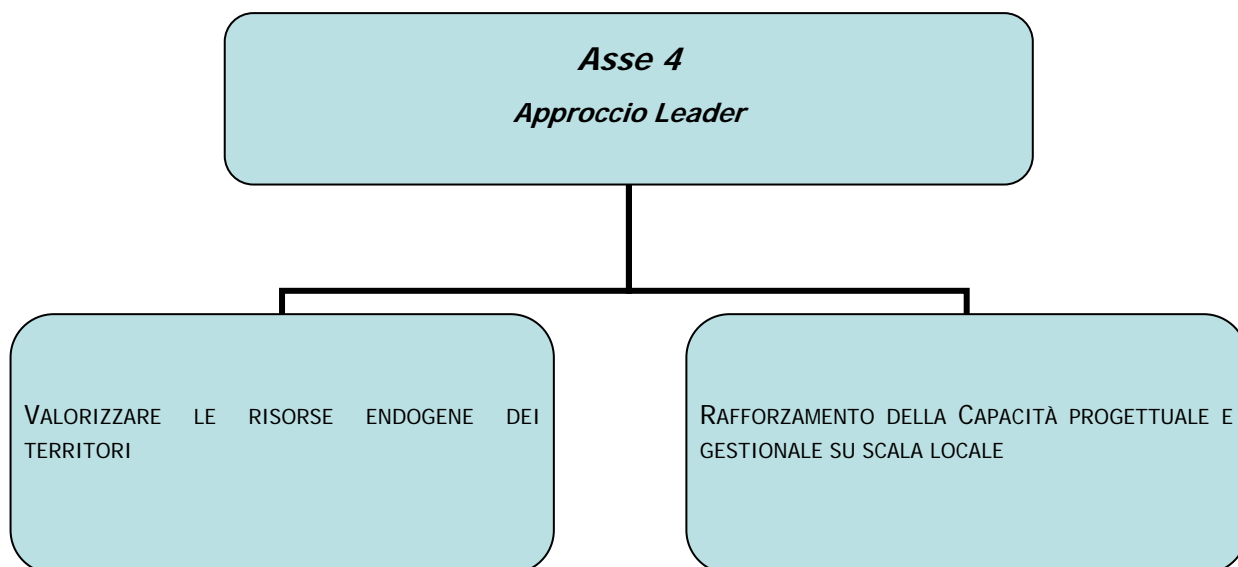 Asse 4
Approccio Leader
VALORIZZARE LE RISORSE ENDOGENE DEI
TERRITORI
RAFFORZAMENTO DELLA CAPACITÀ PROGETTUALE E
GESTIONALE SU SCALA LOCALE